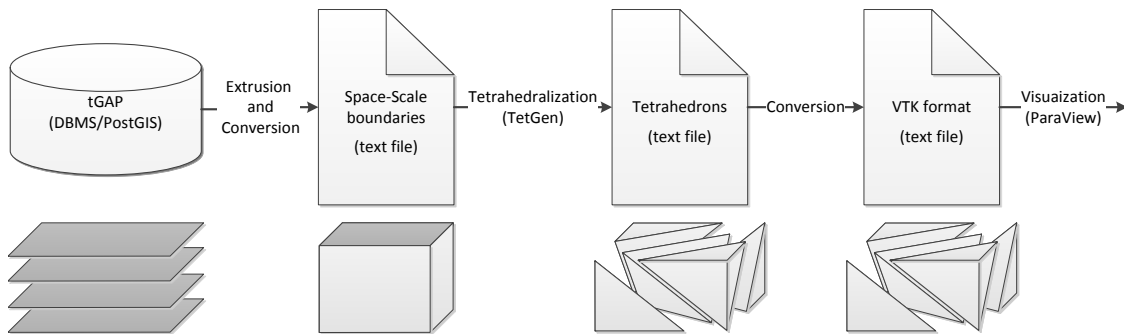 tGAP
(DBMS/PostGIS)
Extrusion
and
Conversion
Space-Scale
boundaries
(text file)
Tetrahedralization
(TetGen)
Tetrahedrons
(text file)
Conversion
VTK format
(text file)
Visuaization
(ParaView)